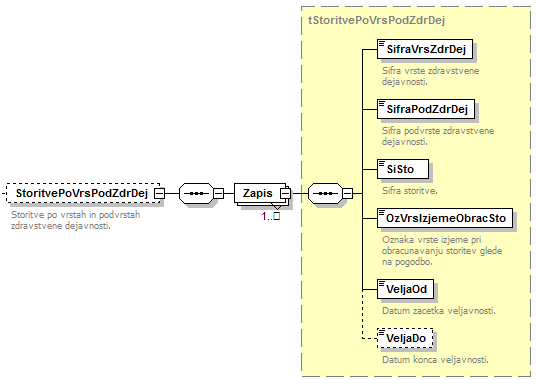 tStoritvePoVrsPodZdrDej
SifraVrsZdrDej
Sifra vrste zdravstvene
dejavnosti.
SifraPodZdrDej
Sifra podvrste zdravstvene
dejavnosti.
StoritvePoVrsPodZdrDej
Storitve po vrstah in podvrstah
zdravstvene dejavnosti.
Zapis
1..□
SiSto
Sifra storitve.
OzVrsIzjemeObracSto
Oznaka vrste izjeme pri
obracunavanju storitev glede
na pogodbo.
VeljaOd
Datum zacetka veljavnosti.
VeljaDo
Datum konca veljavnosti.